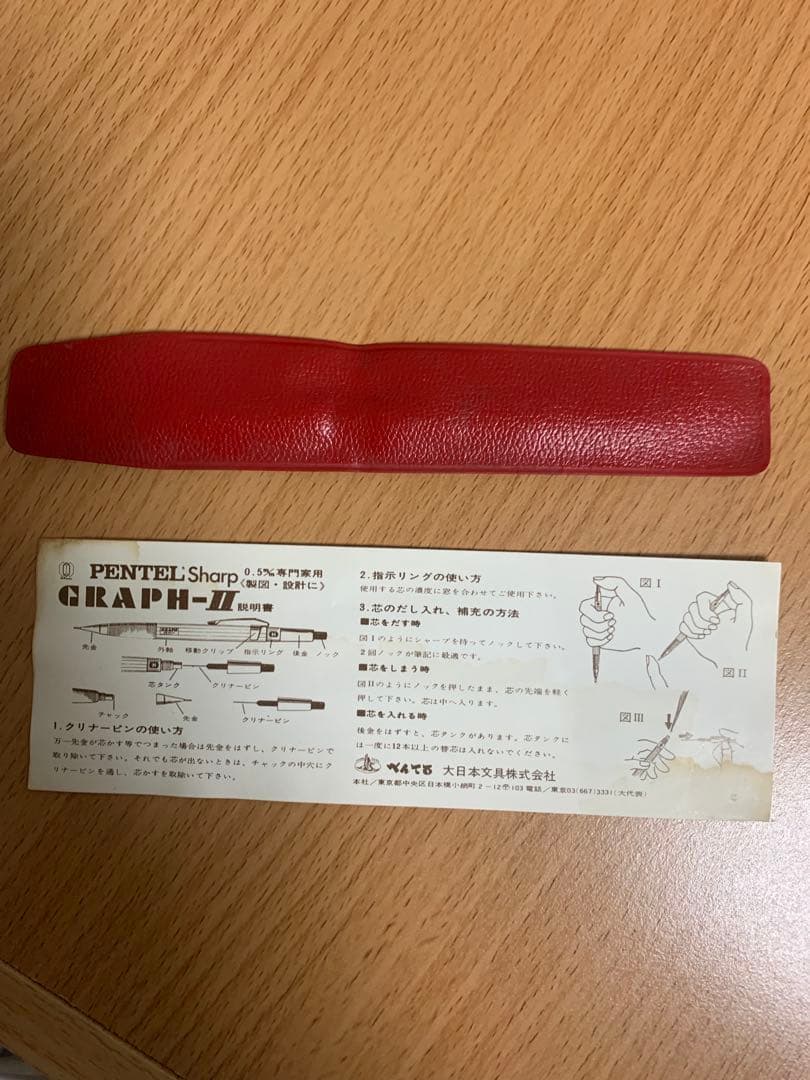 PENTEL Sharp 0.5㎜専門家用
《製図・設計に》
GRAPH-II 説明書
先金
外軸
移動クリップ
指示リング
後金
ノック
芯タンク
クリナーピン
チャック
先金
クリナーピン
1.クリナーピンの使い方
万一先金が芯かす等でつまった場合は先金をはずし、クリナーピンで
取り除いて下さい。それでも芯が出ないときは、チャックの中穴にク
リナーピンを通し、芯かすを取除いて下さい。
2.指示リングの使い方
使用する芯の濃度に窓を合わせてご使用下さい。
3.芯のだし入れ、補充の方法
■芯をだす時
図Ⅰのようにシャープを持ってノックして下さい。
2回ノックが筆記に最適です。
■芯をしまう時
図Ⅱのようにノックを押したまま、芯の先端を軽く
押して下さい。芯は中へ入ります。
■芯を入れる時
後金をはずすと、芯タンクがあります。芯タンクに
は一度に12本以上の替芯は入れないでください。
ぺんてる 大日本文具株式会社
本社/東京都中央区日本橋小網町2-12〶103電話/東京03(667)3331(大代表)
図Ⅰ
図Ⅱ
図Ⅲ